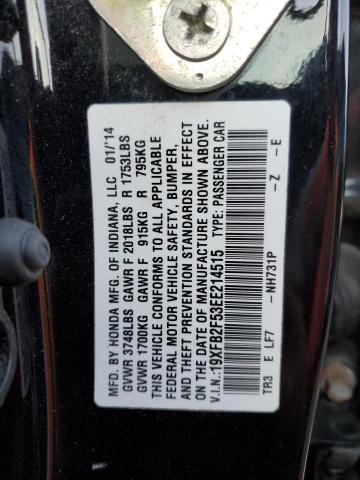 MFD. BY HONDA MFG. OF INDIANA, LLC 01/'14
GVWR 3748LBS GAWR F 2018LBS R 1753LBS
GVWR 1700KG GAWR F 915KG R 795KG
THIS VEHICLE CONFORMS TO ALL APPLICABLE
FEDERAL MOTOR VEHICLE SAFETY, BUMPER,
AND THEFT PREVENTION STANDARDS IN EFFECT
ON THE DATE OF MANUFACTURE SHOWN ABOVE.
V.I.N.:19XFB2F53EE214515 TYPE: PASSENGER CAR
TR3 E LF7 –NH731P –Z –E